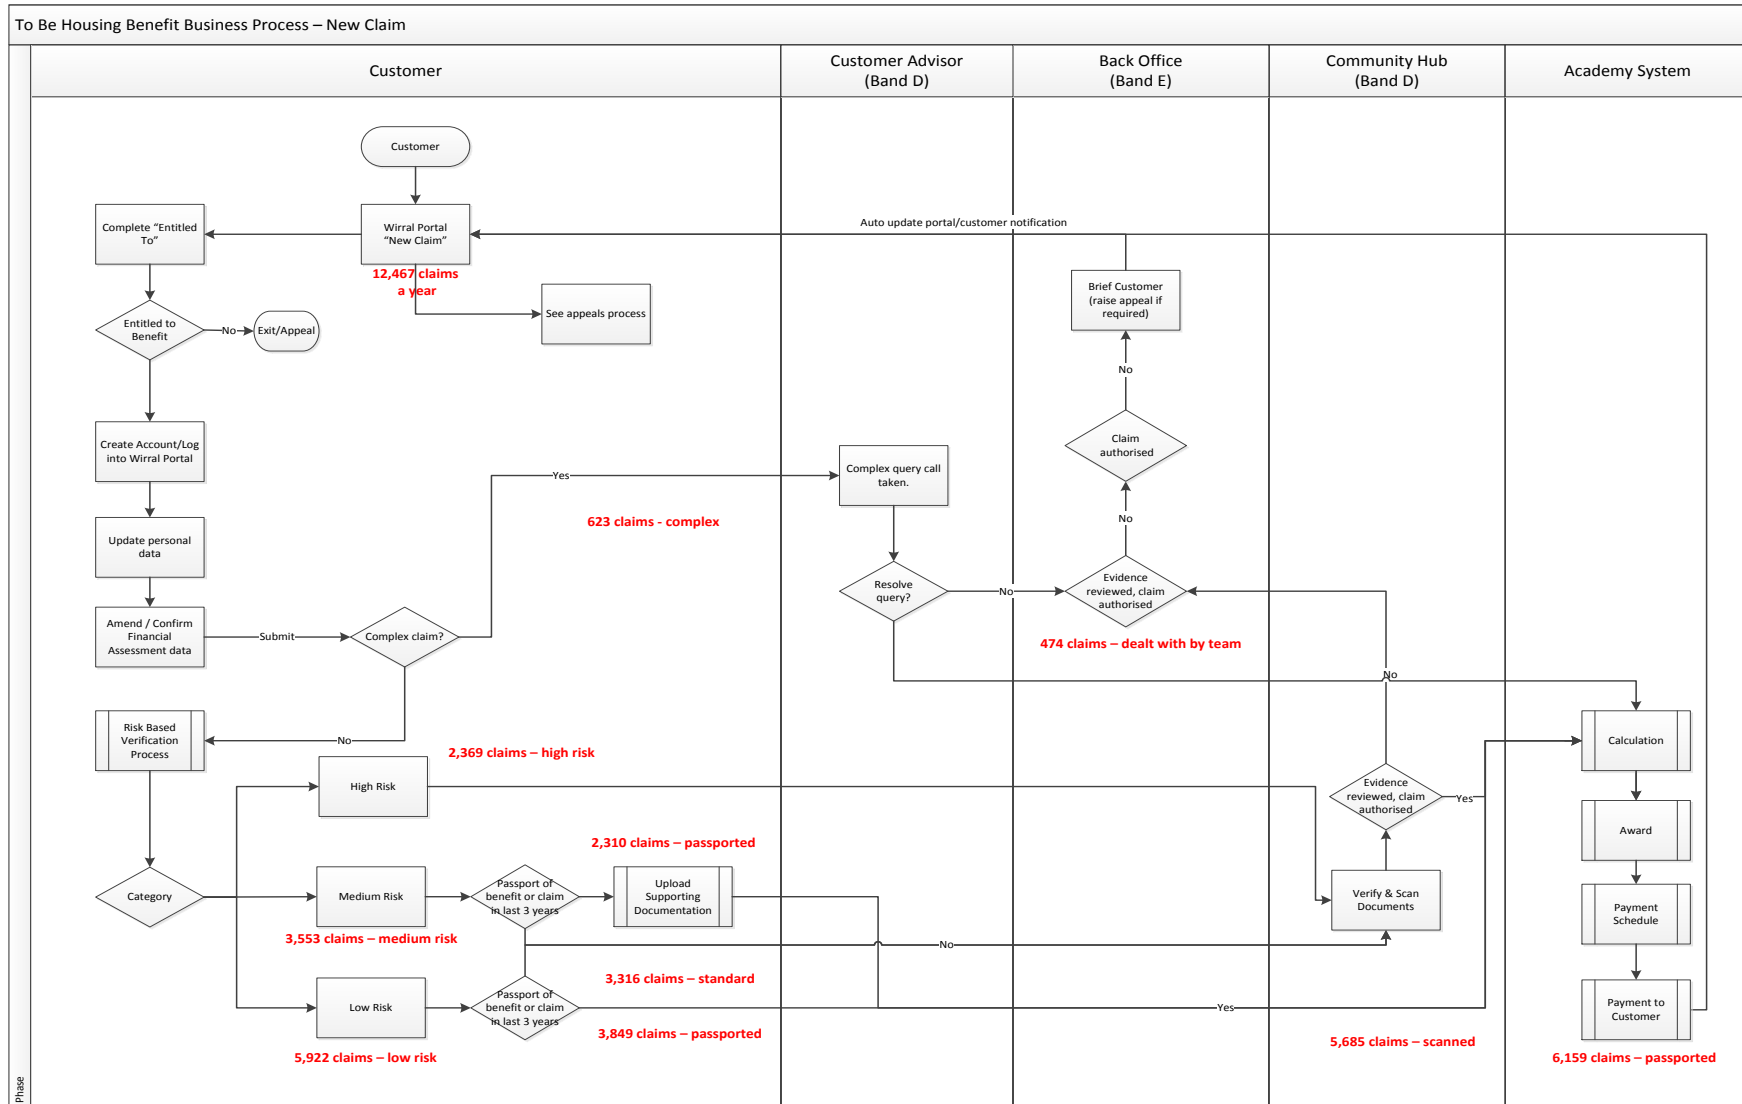 To Be Housing Benefit Business Process – New Claim
Customer
Customer Advisor
(Band D)
Back Office
(Band E)
Community Hub
(Band D)
Academy System
Customer
Complete “Entitled
To”
Wirral Portal
“New Claim”
Auto update portal/customer notification
12,467 claims
a year
Brief Customer
(raise appeal if
required)
See appeals process
Entitled to
Benefit
No
Exit/Appeal
No
Create Account/Log
into Wirral Portal
Claim
authorised
Yes
Complex query call
taken.
623 claims - complex
No
Update personal
data
Resolve
query?
No
Evidence
reviewed, claim
authorised
Amend / Confirm
Financial
Assessment data
Submit
Complex claim?
474 claims – dealt with by team
No
Risk Based
Verification
Process
No
2,369 claims – high risk
Calculation
High Risk
Evidence
reviewed, claim
authorised
Yes
Award
2,310 claims – passported
Category
Medium Risk
Passport of
benefit or claim
in last 3 years
Upload
Supporting
Documentation
Verify & Scan
Documents
Payment
Schedule
3,553 claims – medium risk
No
3,316 claims – standard
Low Risk
Passport of
benefit or claim
in last 3 years
Yes
Payment to
Customer
3,849 claims – passported
5,685 claims – scanned
5,922 claims – low risk
6,159 claims – passported
Phase